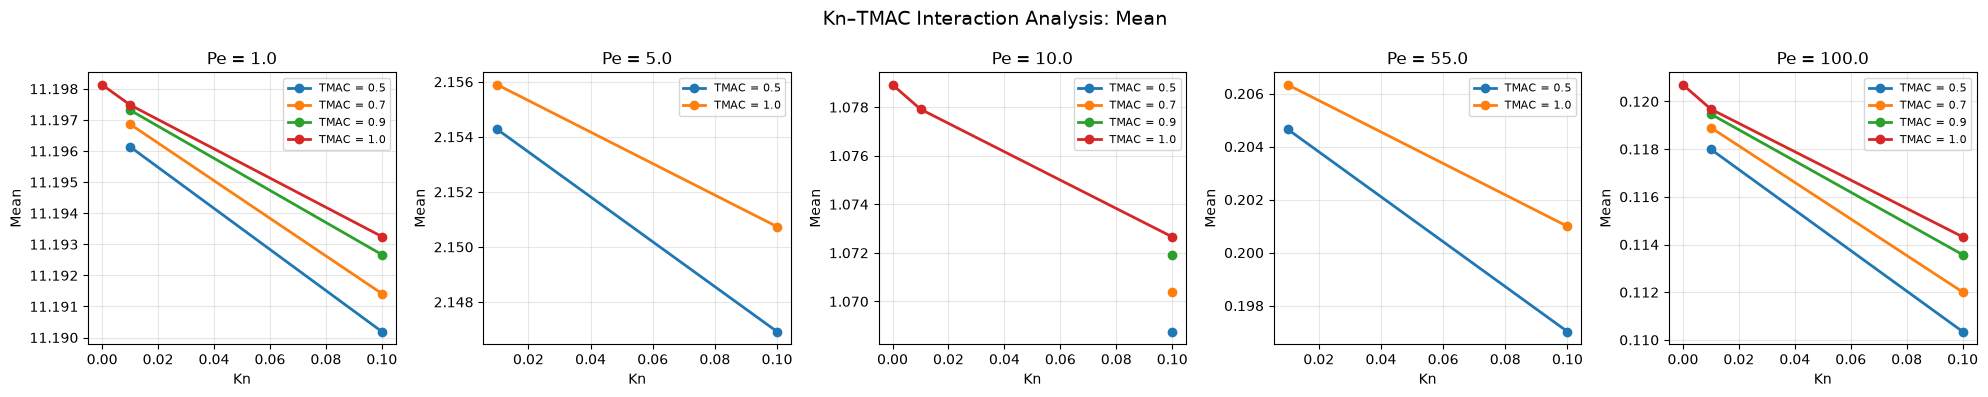 Kn–TMAC Interaction Analysis: Mean
Pe = 1.0
11.198
11.197
11.196
11.195
11.194
11.193
11.192
11.191
11.190
Mean
0.00 0.02 0.04 0.06 0.08 0.10
Kn
TMAC = 0.5
TMAC = 0.7
TMAC = 0.9
TMAC = 1.0
Pe = 5.0
2.156
2.154
2.152
2.150
2.148
Mean
0.02 0.04 0.06 0.08 0.10
Kn
TMAC = 0.5
TMAC = 1.0
Pe = 10.0
1.078
1.076
1.074
1.072
1.070
Mean
0.00 0.02 0.04 0.06 0.08 0.10
Kn
TMAC = 0.5
TMAC = 0.7
TMAC = 0.9
TMAC = 1.0
Pe = 55.0
0.206
0.204
0.202
0.200
0.198
Mean
0.02 0.04 0.06 0.08 0.10
Kn
TMAC = 0.5
TMAC = 1.0
Pe = 100.0
0.120
0.118
0.116
0.114
0.112
0.110
Mean
0.00 0.02 0.04 0.06 0.08 0.10
Kn
TMAC = 0.5
TMAC = 0.7
TMAC = 0.9
TMAC = 1.0